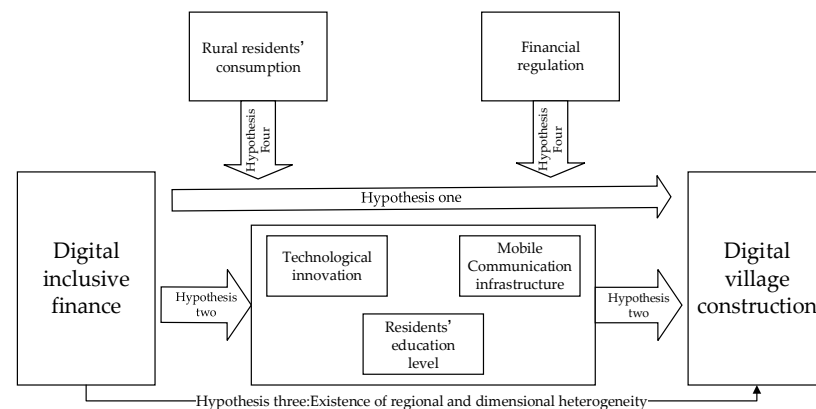 Rural residents’
consumption
Financial
regulation
Hypothesis
Four
Hypothesis
Four
Hypothesis one
Digital
inclusive
finance
Hypothesis
two
Technological
innovation
Mobile
Communication
infrastructure
Residents’
education
level
Hypothesis
two
Digital
village
construction
Hypothesis three:Existence of regional and dimensional heterogeneity